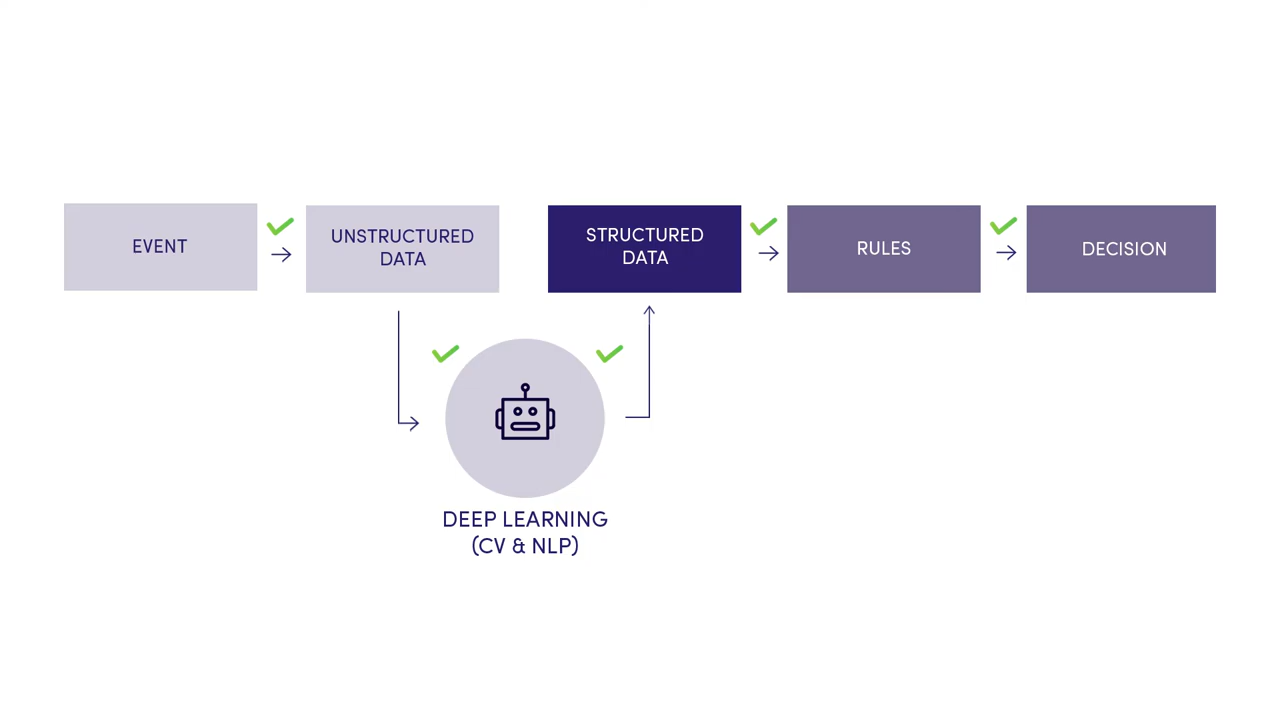 EVENT
UNSTRUCTURED
DATA
STRUCTURED
DATA
RULES
DECISION
DEEP LEARNING
(CV & NLP)